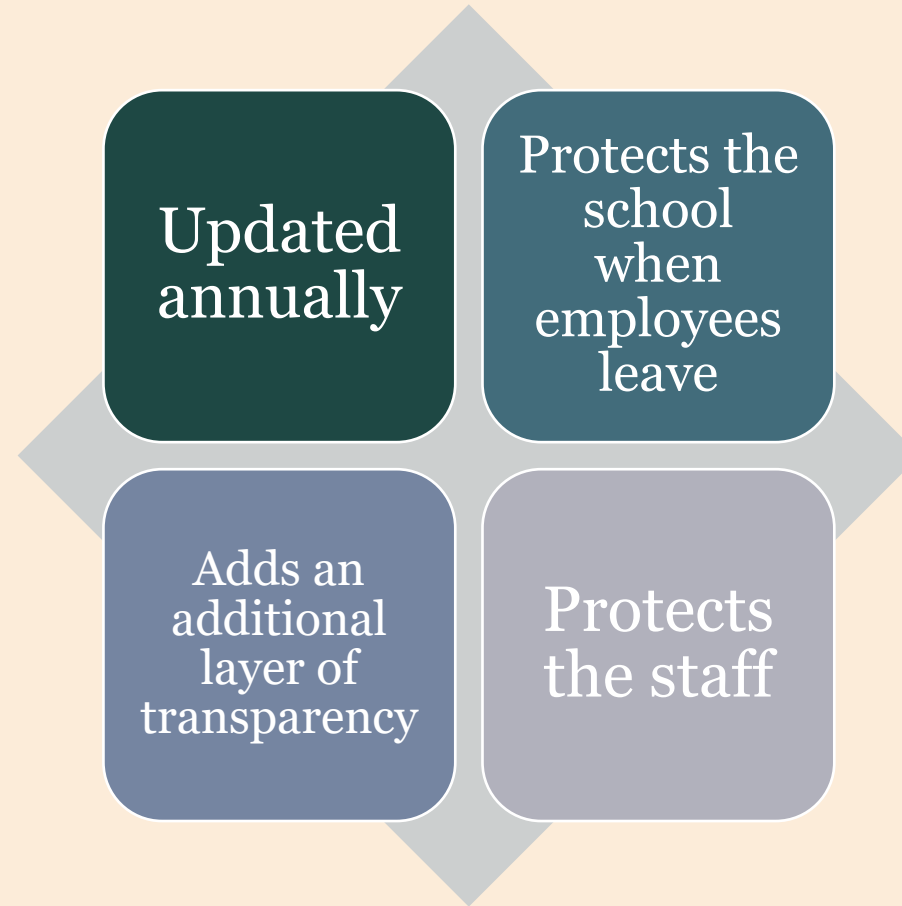 Updated
annually
Protects the
school
when
employees
leave
Adds an
additional
layer of
transparency
Protects
the staff